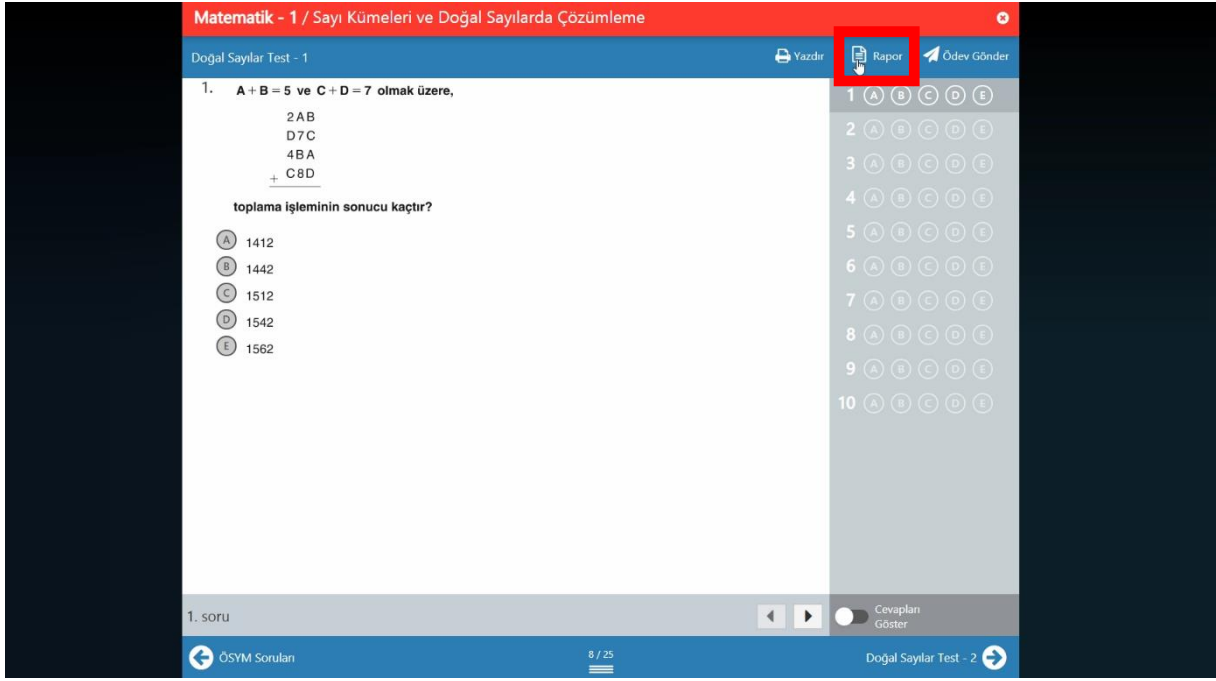 Matematik - 1 / Sayı Kümeleri ve Doğal Sayılarda Çözümleme
Doğal Sayılar Test - 1
Yazdır
Rapor
Ödev Gönder
1. A + B = 5 ve C + D = 7 olmak üzere,
2AB
D7C
4BA
+ C8D
toplama işleminin sonucu kaçtır?
A 1412
B 1442
C 1512
D 1542
E 1562
1 A B C D E
2 A B C D E
3 A B C D E
4 A B C D E
5 A B C D E
6 A B C D E
7 A B C D E
8 A B C D E
9 A B C D E
10 A B C D E
1. soru
Cevapları
Göster
ÖSYM Soruları
8 / 25
Doğal Sayılar Test - 2